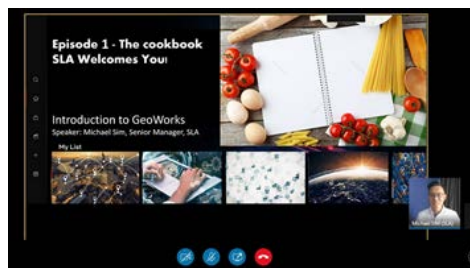 Episode 1 - The cookbook
SLA Welcomes You!
Introduction to GeoWorks
Speaker: Michael Sim, Senior Manager, SLA
My List